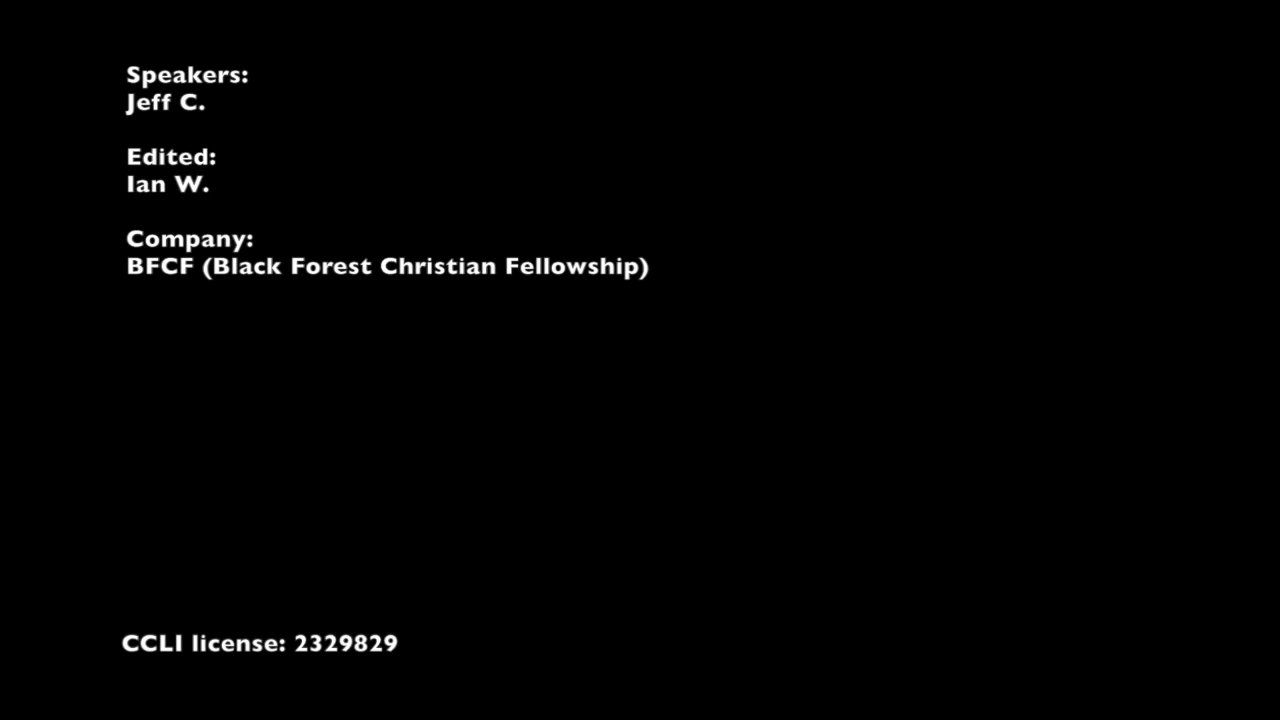 Speakers:
Jeff C.
Edited:
Ian W.
Company:
BFCF (Black Forest Christian Fellowship)
CCLI license: 2329829